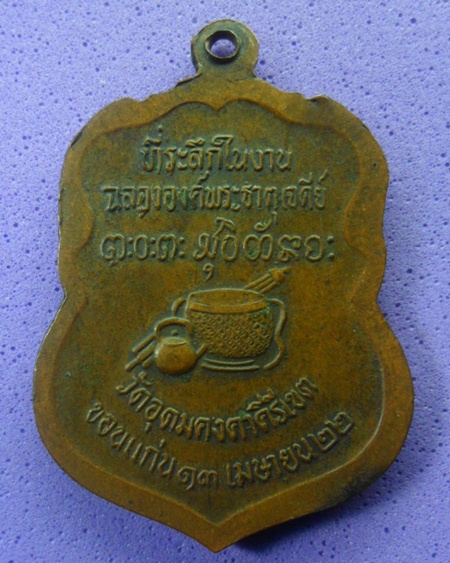 ที่ระลึกในงาน
ฉลององค์พระธาตุเจดีย์
วัดอุดมคงคาคีรีเขต
ขอนแก่น ๑๓ เมษายน ๒๒